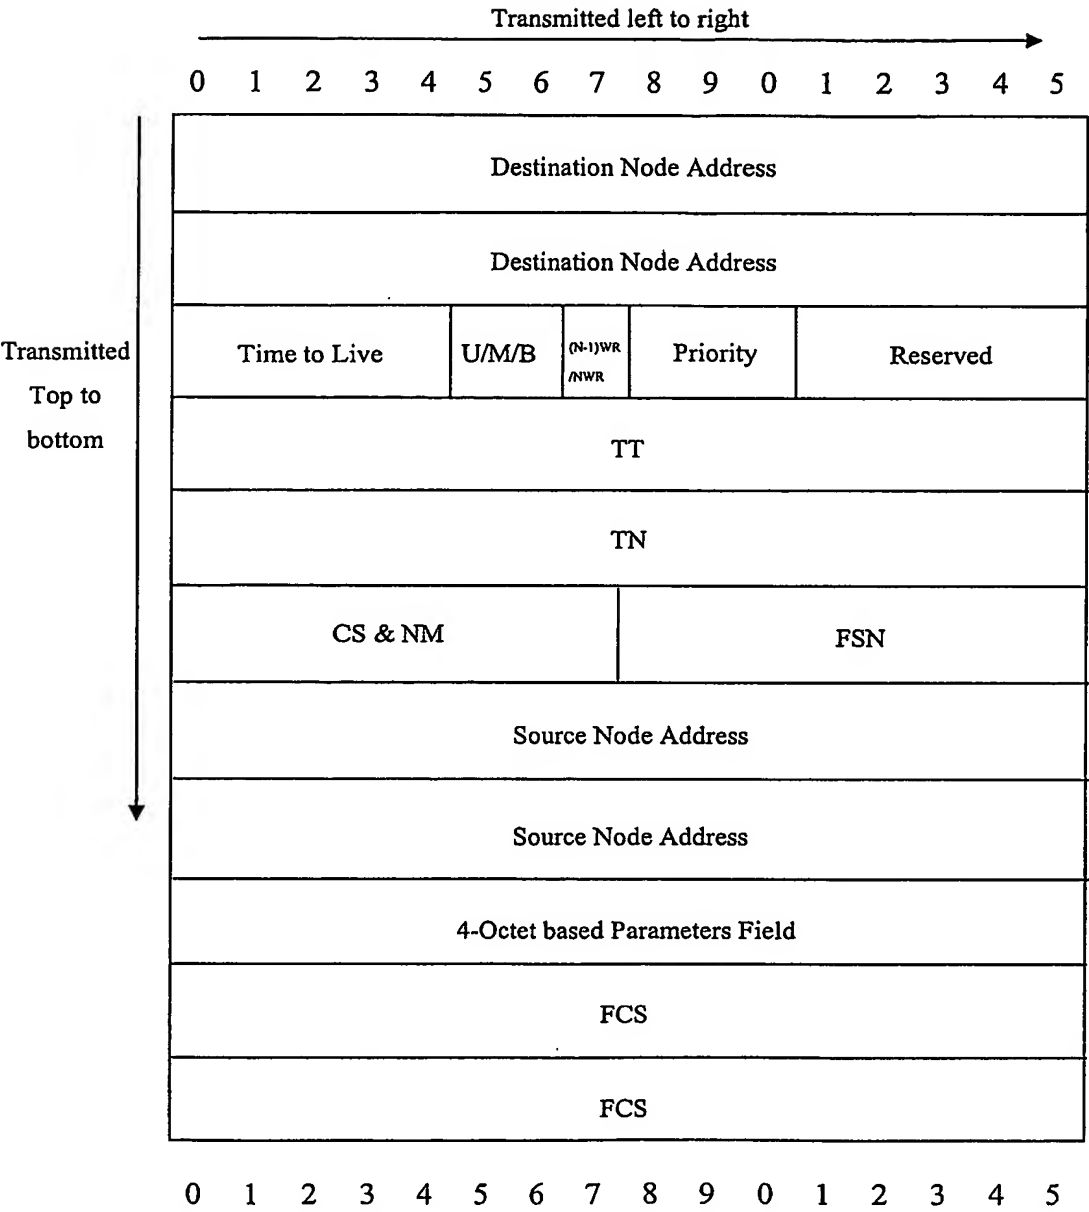 Transmitted left to right
0 1 2 3 4 5 6 7 8 9 0 1 2 3 4 5
Destination Node Address
Destination Node Address
Time to Live U/M/B (N-1)WR Priority Reserved
/NWR
Transmitted
Top to
bottom
TT
TN
CS & NM FSN
Source Node Address
Source Node Address
4-Octet based Parameters Field
FCS
FCS
0 1 2 3 4 5 6 7 8 9 0 1 2 3 4 5